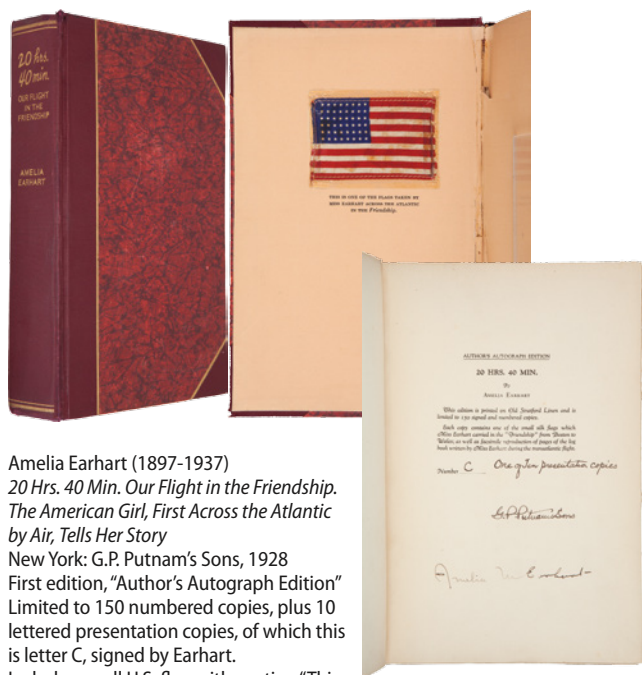 20 hrs.
40 min.
OUR FLIGHT
IN THE
FRIENDSHIP
AMELIA
EARHART
THIS IS ONE OF THE FLAGS TAKEN BY
MISS EARHART ACROSS THE ATLANTIC
IN THE Friendship.
AUTHOR'S AUTOGRAPH EDITION
20 HRS. 40 MIN.
By
AMELIA EARHART
This edition is printed on Old Stratford Linen and is
limited to 150 signed and numbered copies.
Each copy contains one of the small silk flags which
Miss Earhart carried in the "Friendship" from Boston to
Wales; as well as facsimile reproduction of pages of the log
book written by Miss Earhart during the transatlantic flight.
Number C One of Ten presentation copies
G.P. Putnam's Sons
Amelia M. Earhart
Amelia Earhart (1897-1937)
20 Hrs. 40 Min. Our Flight in the Friendship.
The American Girl, First Across the Atlantic
by Air, Tells Her Story
New York: G.P. Putnam's Sons, 1928
First edition, “Author's Autograph Edition”
Limited to 150 numbered copies, plus 10
lettered presentation copies, of which this
is letter C, signed by Earhart.